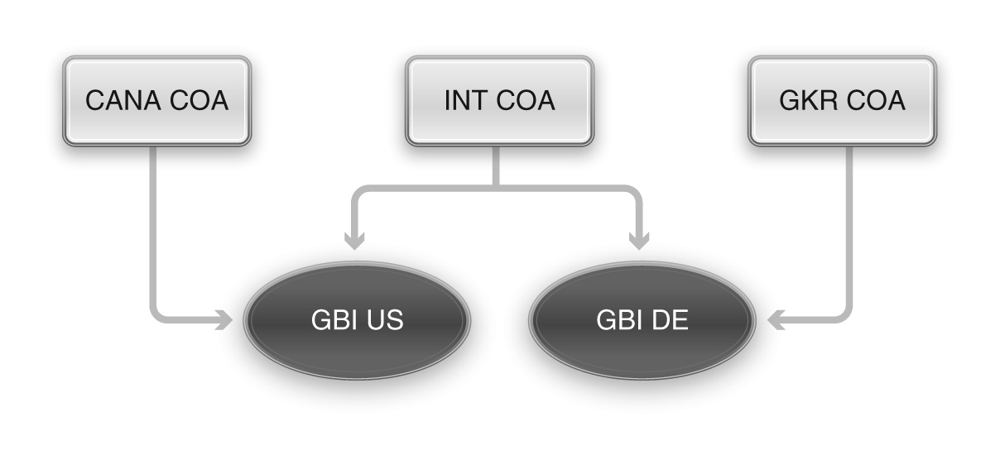 CANA COA
INT COA
GKR COA
GBI US
GBI DE